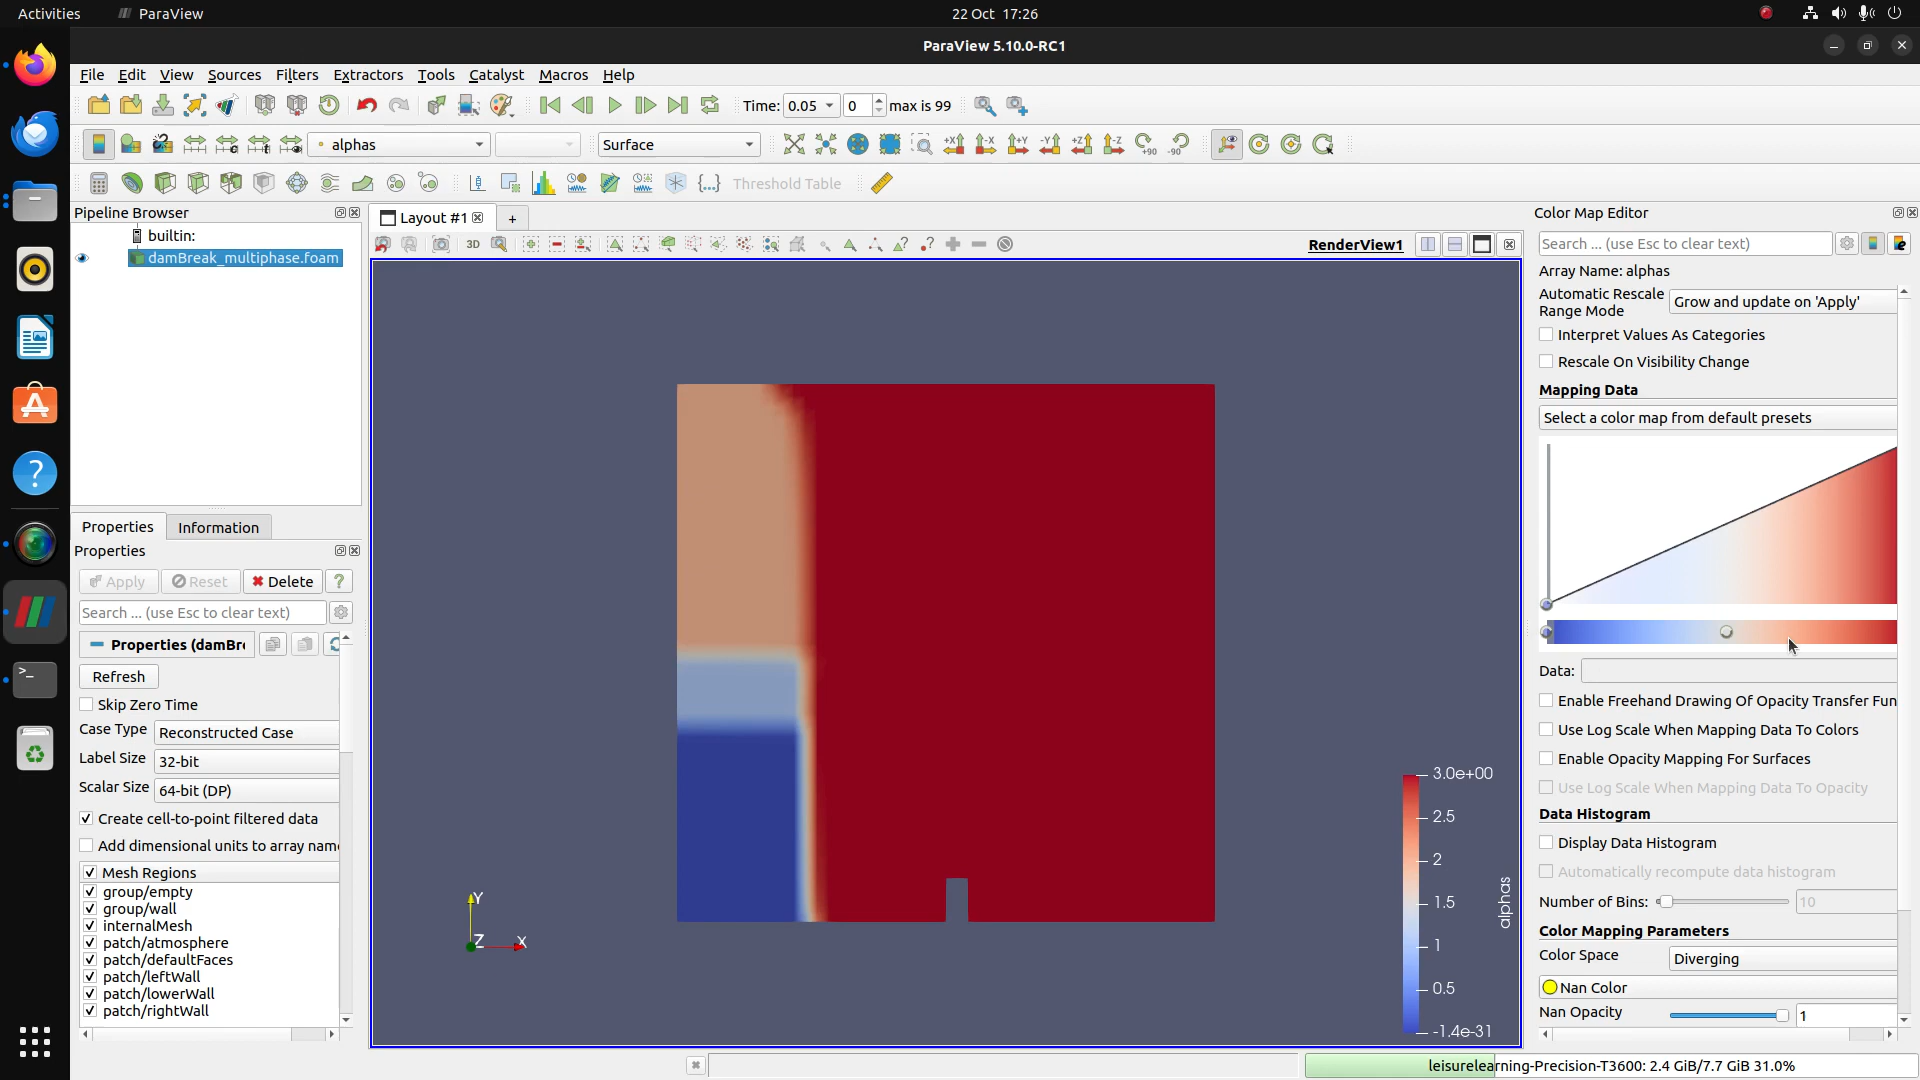 Activities
ParaView
22 Oct 17:26
ParaView 5.10.0-RC1
File Edit View Sources Filters Extractors Tools Catalyst Macros Help
Time: 0.05 0 max is 99
alphas
Surface
+X -X +Y -Y +Z -Z +90 -90
Threshold Table
Pipeline Browser
builtin:
damBreak_multiphase.foam
Properties Information
Properties
Apply Reset Delete ?
Search ... (use Esc to clear text)
Properties (damBr
Refresh
Skip Zero Time
Case Type Reconstructed Case
Label Size 32-bit
Scalar Size 64-bit (DP)
Create cell-to-point filtered data
Add dimensional units to array nam
Mesh Regions
group/empty
group/wall
internalMesh
patch/atmosphere
patch/defaultFaces
patch/leftWall
patch/lowerWall
patch/rightWall
Layout #1 +
3D
RenderView1
3.0e+00
2.5
2
1.5
1
0.5
-1.4e-31
alphas
Y
Z X
Color Map Editor
Search ... (use Esc to clear text)
Array Name: alphas
Automatic Rescale
Range Mode
Grow and update on 'Apply'
Interpret Values As Categories
Rescale On Visibility Change
Mapping Data
Select a color map from default presets
Data:
Enable Freehand Drawing Of Opacity Transfer Fun
Use Log Scale When Mapping Data To Colors
Enable Opacity Mapping For Surfaces
Use Log Scale When Mapping Data To Opacity
Data Histogram
Display Data Histogram
Automatically recompute data histogram
Number of Bins: 10
Color Mapping Parameters
Color Space Diverging
Nan Color
Nan Opacity 1
leisurelearning-Precision-T3600: 2.4 GiB/7.7 GiB 31.0%